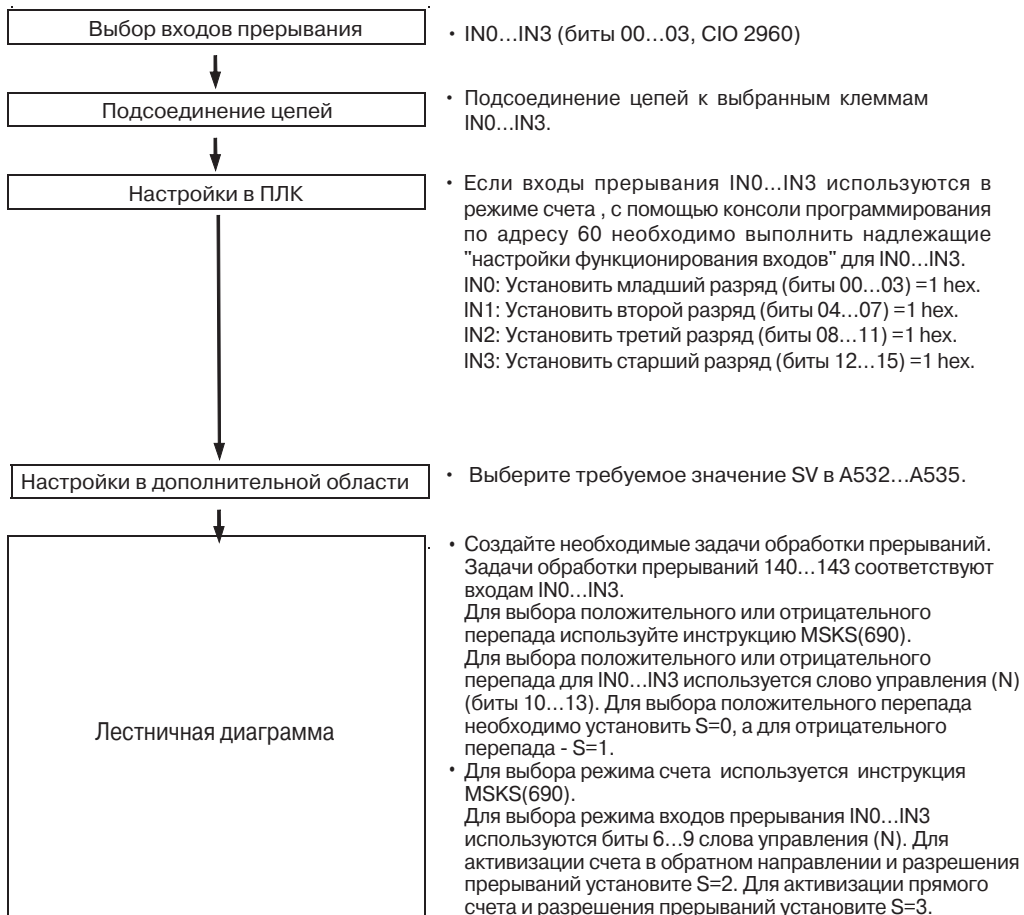 Выбор входов прерывания
• IN0...IN3 (биты 00...03, CIO 2960)
Подсоединение цепей
• Подсоединение цепей к выбранным клеммам
IN0...IN3.
Настройки в ПЛК
• Если входы прерывания IN0...IN3 используются в
режиме счета , с помощью консоли программирования
по адресу 60 необходимо выполнить надлежащие
"настройки функционирования входов" для IN0...IN3.
IN0: Установить младший разряд (биты 00...03) =1 hex.
IN1: Установить второй разряд (биты 04...07) =1 hex.
IN2: Установить третий разряд (биты 08...11) =1 hex.
IN3: Установить старший разряд (биты 12...15) =1 hex.
Настройки в дополнительной области
• Выберите требуемое значение SV в A532...A535.
Лестничная диаграмма
• Создайте необходимые задачи обработки прерываний.
Задачи обработки прерываний 140...143 соответствуют
входам IN0...IN3.
Для выбора положительного или отрицательного
перепада используйте инструкцию MSKS(690).
Для выбора положительного или отрицательного
перепада для IN0...IN3 используется слово управления (N)
(биты 10...13). Для выбора положительного перепада
необходимо установить S=0, а для отрицательного
перепада - S=1.
• Для выбора режима счета используется инструкция
MSKS(690).
Для выбора режима входов прерывания IN0...IN3
используются биты 6...9 слова управления (N). Для
активизации счета в обратном направлении и разрешения
прерываний установите S=2. Для активизации прямого
счета и разрешения прерываний установите S=3.